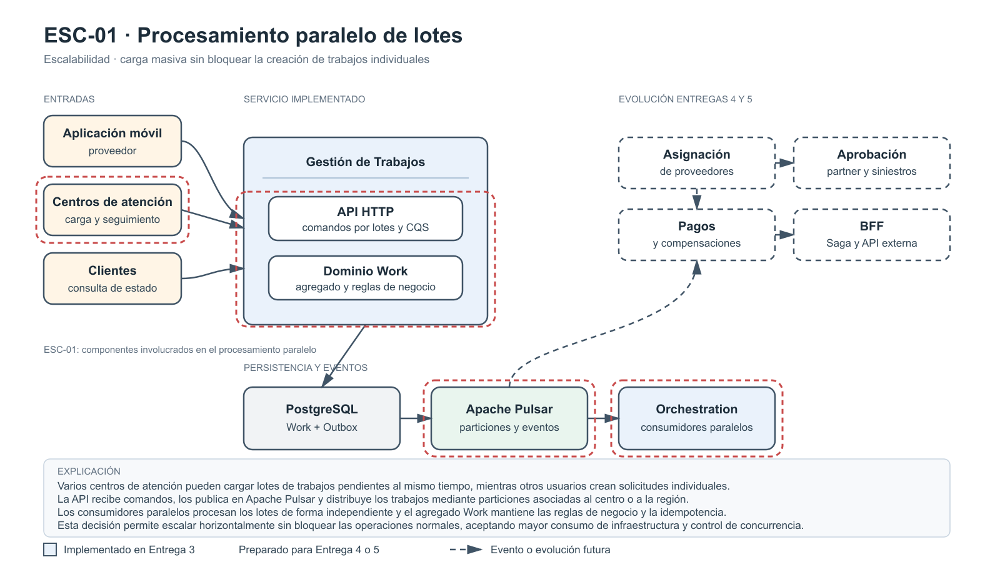 ESC-01 · Procesamiento paralelo de lotes
Escalabilidad · carga masiva sin bloquear la creación de trabajos individuales
ENTRADAS
SERVICIO IMPLEMENTADO
EVOLUCIÓN ENTREGAS 4 Y 5
Aplicación móvil
proveedor
Centros de atención
carga y seguimiento
Clientes
consulta de estado
Gestión de Trabajos
API HTTP
comandos por lotes y CQS
Dominio Work
agregado y reglas de negocio
Asignación
de proveedores
Aprobación
partner y siniestros
Pagos
y compensaciones
BFF
Saga y API externa
ESC-01: componentes involucrados en el procesamiento paralelo
PERSISTENCIA Y EVENTOS
PostgreSQL
Work + Outbox
Apache Pulsar
particiones y eventos
Orchestration
consumidores paralelos
EXPLICACIÓN
Varios centros de atención pueden cargar lotes de trabajos pendientes al mismo tiempo, mientras otros usuarios crean solicitudes individuales.
La API recibe comandos, los publica en Apache Pulsar y distribuye los trabajos mediante particiones asociadas al centro o a la región.
Los consumidores paralelos procesan los lotes de forma independiente y el agregado Work mantiene las reglas de negocio y la idempotencia.
Esta decisión permite escalar horizontalmente sin bloquear las operaciones normales, aceptando mayor consumo de infraestructura y control de concurrencia.
Implementado en Entrega 3
Preparado para Entrega 4 o 5
Evento o evolución futura